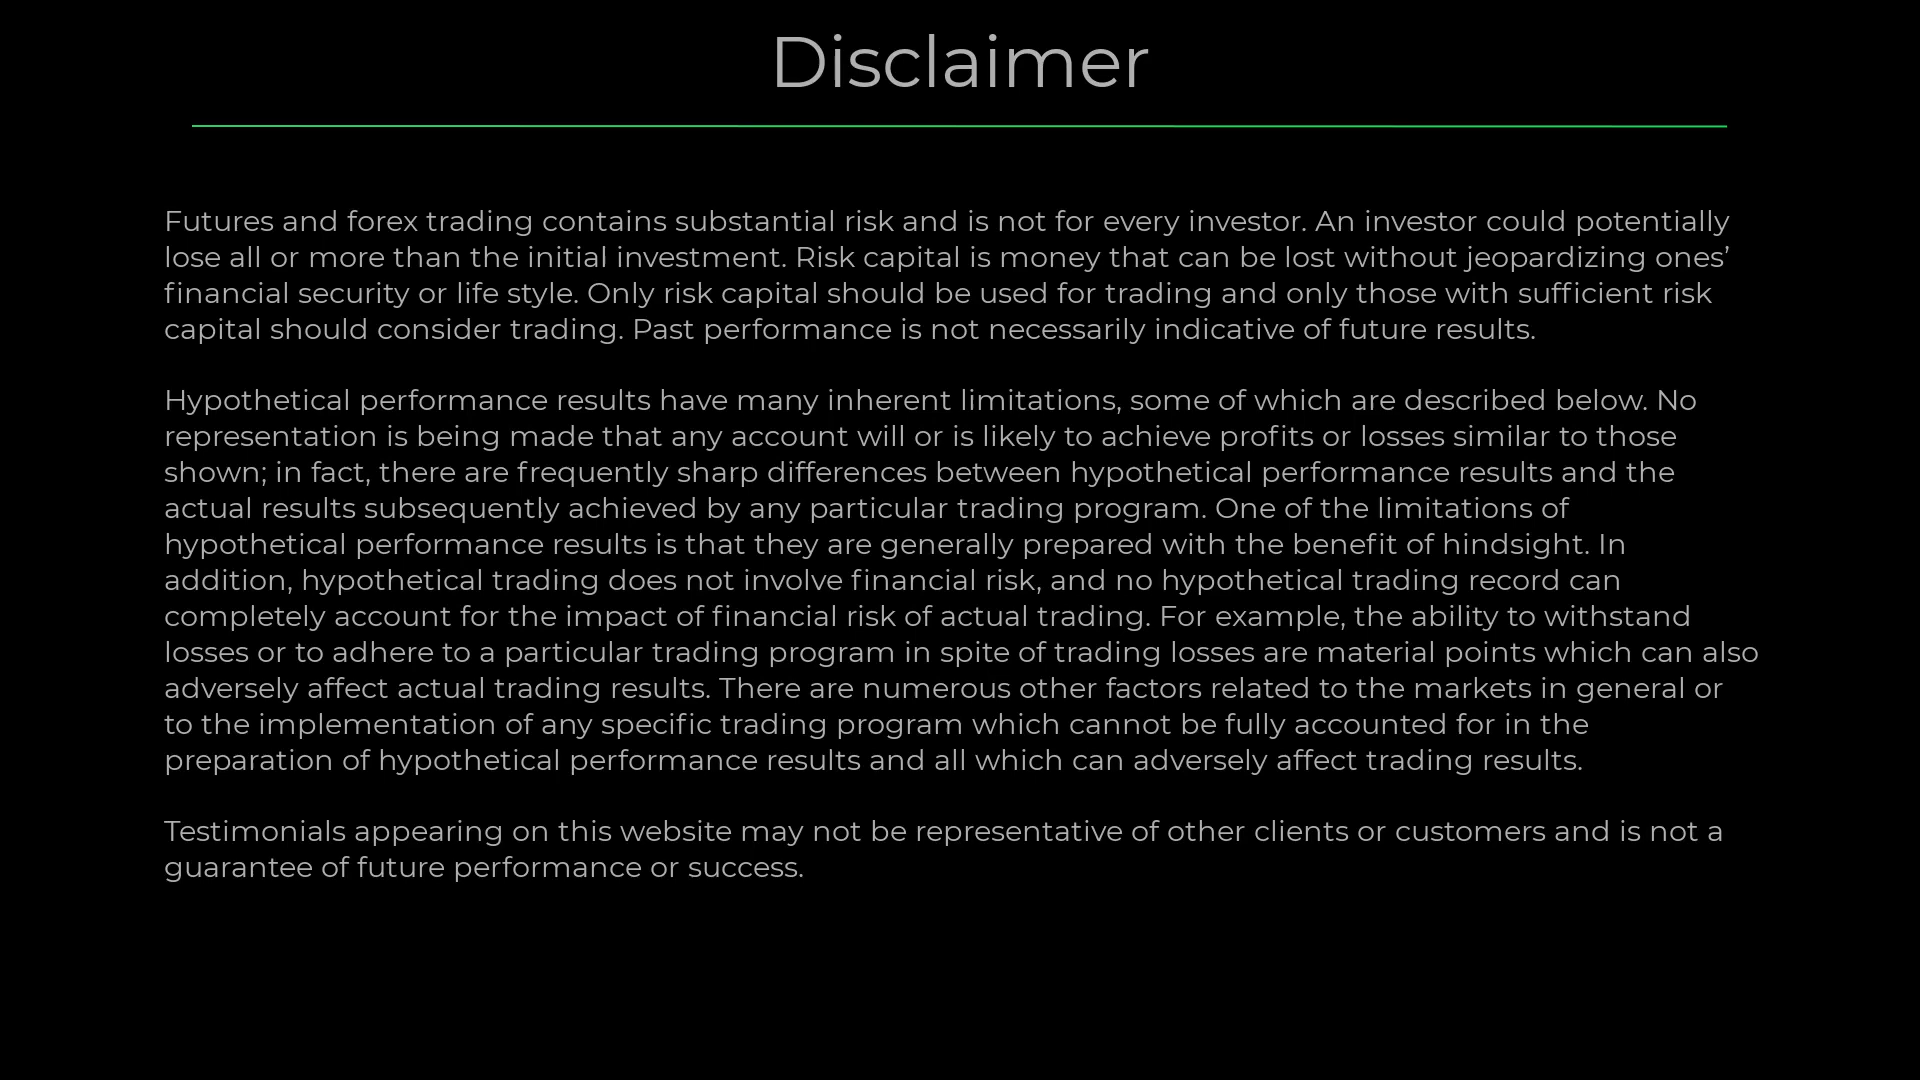 Disclaimer
Futures and forex trading contains substantial risk and is not for every investor. An investor could potentially
lose all or more than the initial investment. Risk capital is money that can be lost without jeopardizing ones’
financial security or life style. Only risk capital should be used for trading and only those with sufficient risk
capital should consider trading. Past performance is not necessarily indicative of future results.
Hypothetical performance results have many inherent limitations, some of which are described below. No
representation is being made that any account will or is likely to achieve profits or losses similar to those
shown; in fact, there are frequently sharp differences between hypothetical performance results and the
actual results subsequently achieved by any particular trading program. One of the limitations of
hypothetical performance results is that they are generally prepared with the benefit of hindsight. In
addition, hypothetical trading does not involve financial risk, and no hypothetical trading record can
completely account for the impact of financial risk of actual trading. For example, the ability to withstand
losses or to adhere to a particular trading program in spite of trading losses are material points which can also
adversely affect actual trading results. There are numerous other factors related to the markets in general or
to the implementation of any specific trading program which cannot be fully accounted for in the
preparation of hypothetical performance results and all which can adversely affect trading results.
Testimonials appearing on this website may not be representative of other clients or customers and is not a
guarantee of future performance or success.